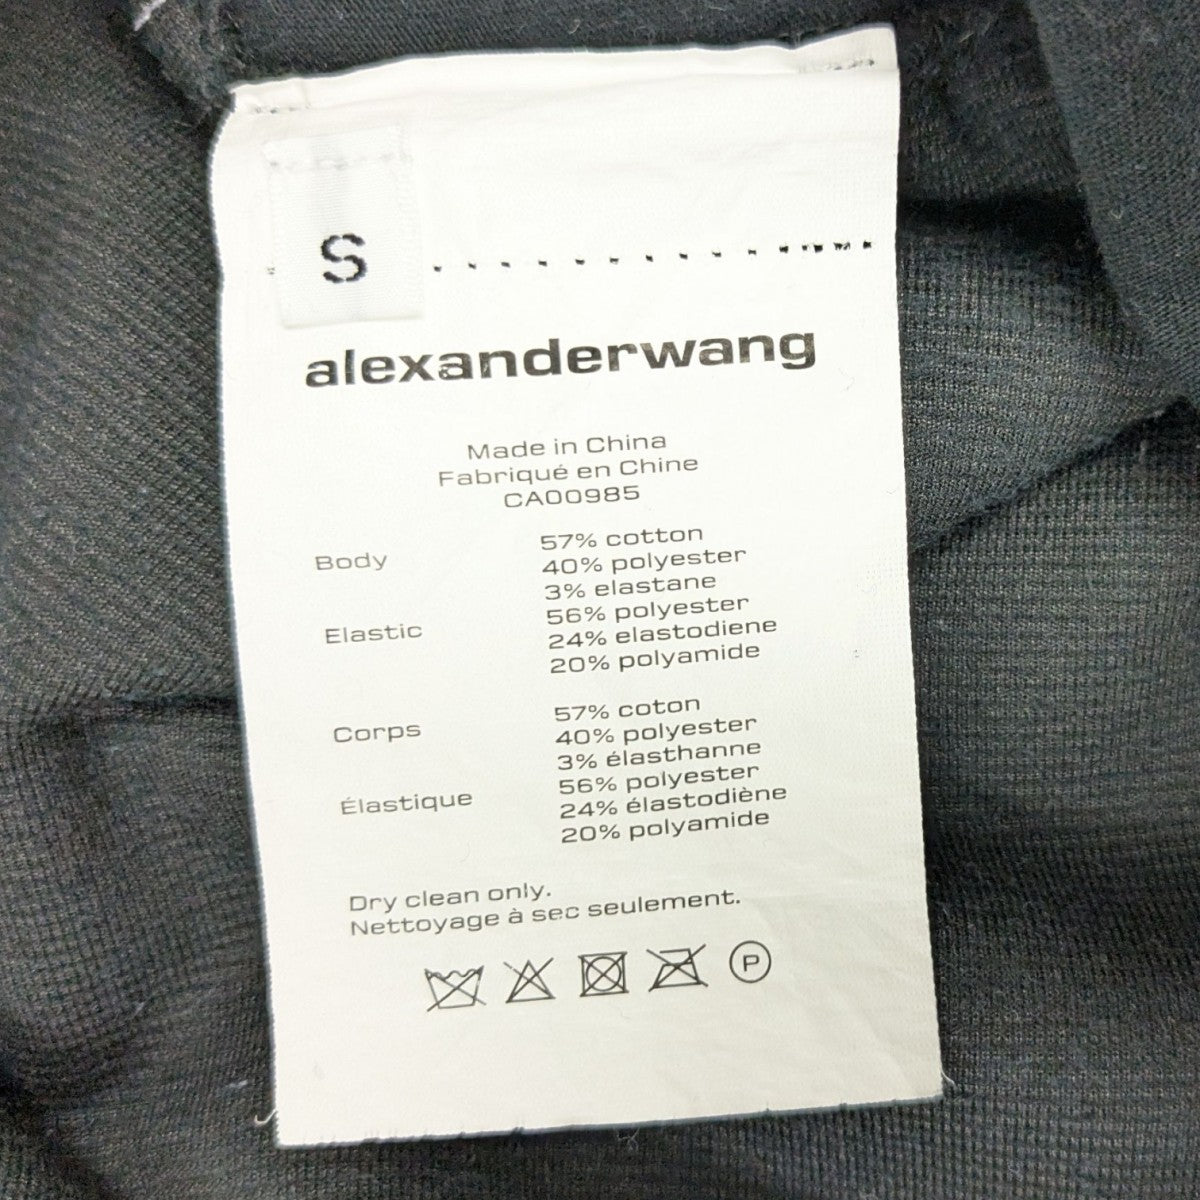 S
alexanderwang
Made in China
Fabriqué en Chine
CA00985
Body 57% cotton
40% polyester
3% elastane
Elastic 56% polyester
24% elastodiene
20% polyamide
Corps 57% coton
40% polyester
3% élasthanne
Élastique 56% polyester
24% élastodiène
20% polyamide
Dry clean only.
Nettoyage à sec seulement.
P